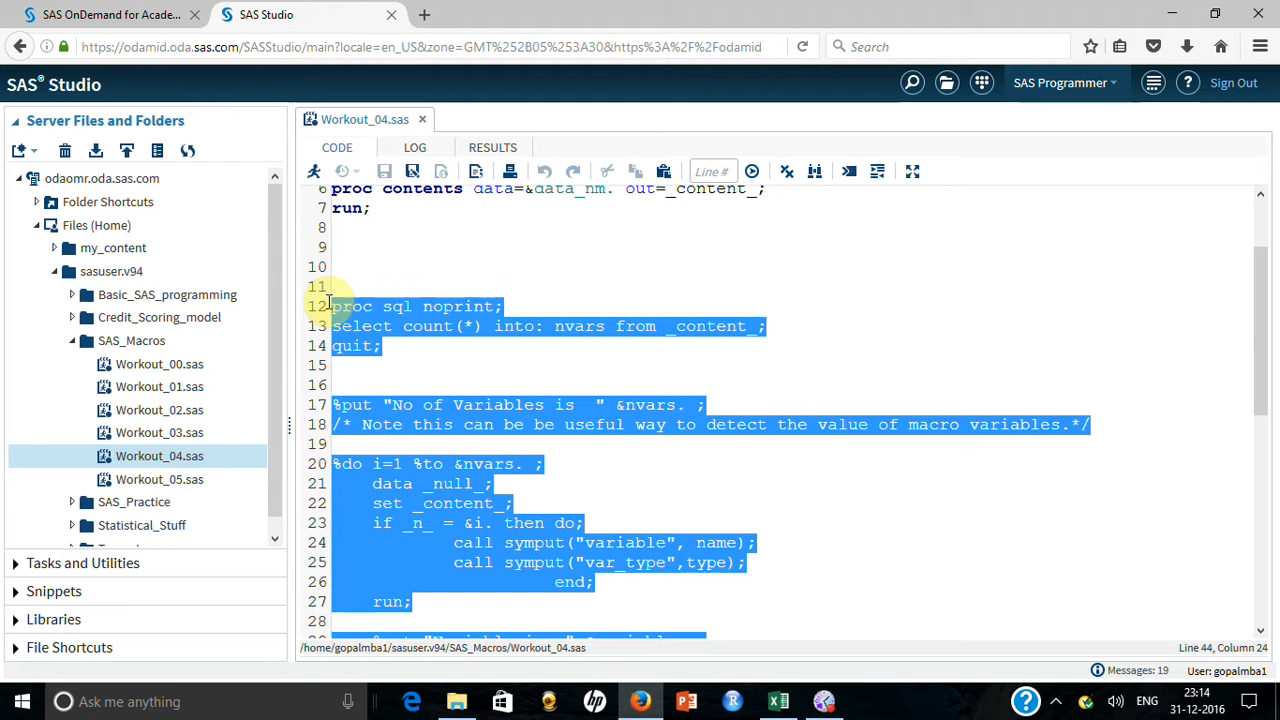 SAS OnDemand for Acade...
SAS Studio
https://odamid.oda.sas.com/SASStudio/main?locale=en_US&zone=GMT%252B05%253A30&https%3A%2F%2Fodamid
Search
SAS® Studio
SAS Programmer
Sign Out
Server Files and Folders
odaomr.oda.sas.com
Folder Shortcuts
Files (Home)
my_content
sasuser.v94
Basic_SAS_programming
Credit_Scoring_model
SAS_Macros
Workout_00.sas
Workout_01.sas
Workout_02.sas
Workout_03.sas
Workout_04.sas
Workout_05.sas
SAS_Practice
Statistical_Stuff
Tasks and Utilities
Snippets
Libraries
File Shortcuts
Workout_04.sas
CODE LOG RESULTS
Line #
6 proc contents data=&data_nm. out=_content_;
7 run;
8
9
10
11
12 proc sql noprint;
13 select count(*) into: nvars from _content_;
14 quit;
15
16
17 %put "No of Variables is  " &nvars. ;
18 /* Note this can be be useful way to detect the value of macro variables.*/
19
20 %do i=1 %to &nvars. ;
21 data _null_;
22 set _content_;
23 if _n_ = &i. then do;
24 call symput("variable", name);
25 call symput("var_type",type);
26 end;
27 run;
28
/home/gopalmba1/sasuser.v94/SAS_Macros/Workout_04.sas
Line 44, Column 24
Messages: 19
User: gopalmba1
Ask me anything
ENG
23:14
31-12-2016